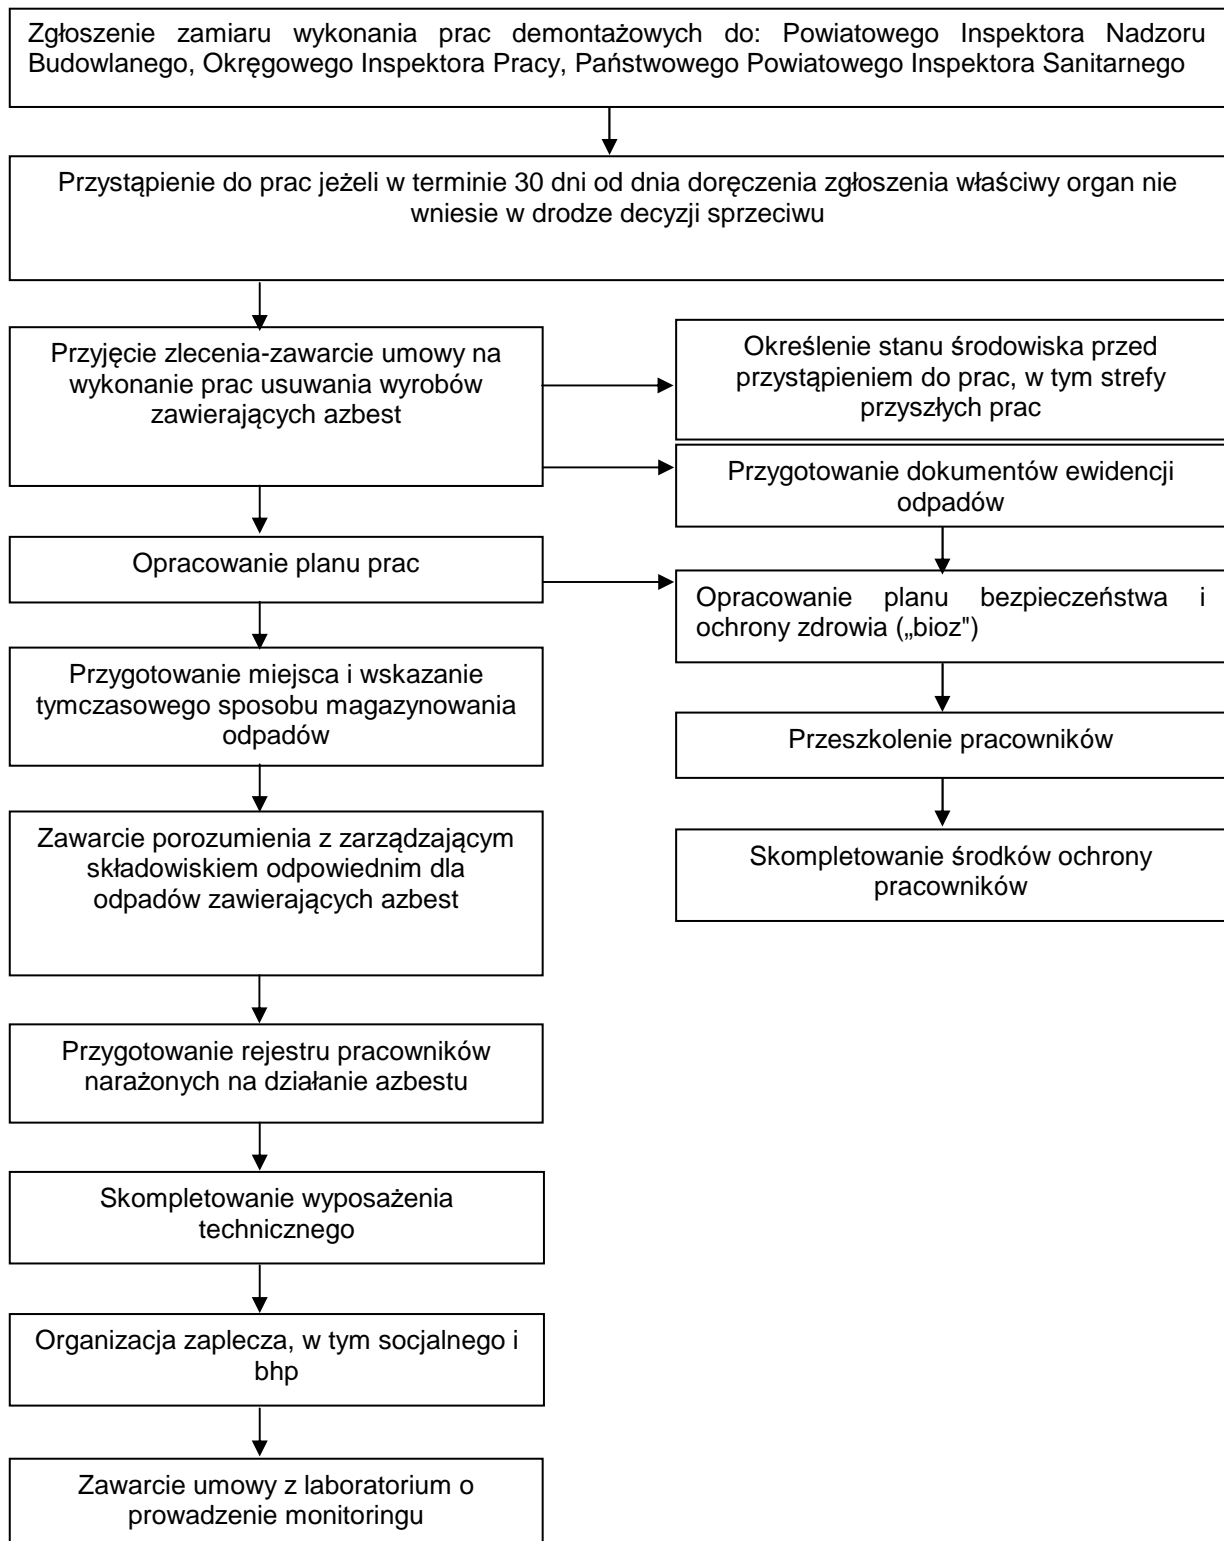 Zgłoszenie zamiaru wykonania prac demontażowych do: Powiatowego Inspektora Nadzoru
Budowlanego, Okręgowego Inspektora Pracy, Państwowego Powiatowego Inspektora Sanitarnego
Przystąpienie do prac jeżeli w terminie 30 dni od dnia doręczenia zgłoszenia właściwy organ nie
wniesie w drodze decyzji sprzeciwu
Przyjęcie zlecenia-zawarcie umowy na
wykonanie prac usuwania wyrobów
zawierających azbest
Określenie stanu środowiska przed
przystąpieniem do prac, w tym strefy
przyszłych prac
Przygotowanie dokumentów ewidencji
odpadów
Opracowanie planu prac
Opracowanie planu bezpieczeństwa i
ochrony zdrowia („bioz")
Przygotowanie miejsca i wskazanie
tymczasowego sposobu magazynowania
odpadów
Przeszkolenie pracowników
Zawarcie porozumienia z zarządzającym
składowiskiem odpowiednim dla
odpadów zawierających azbest
Skompletowanie środków ochrony
pracowników
Przygotowanie rejestru pracowników
narażonych na działanie azbestu
Skompletowanie wyposażenia
technicznego
Organizacja zaplecza, w tym socjalnego i
bhp
Zawarcie umowy z laboratorium o
prowadzenie monitoringu